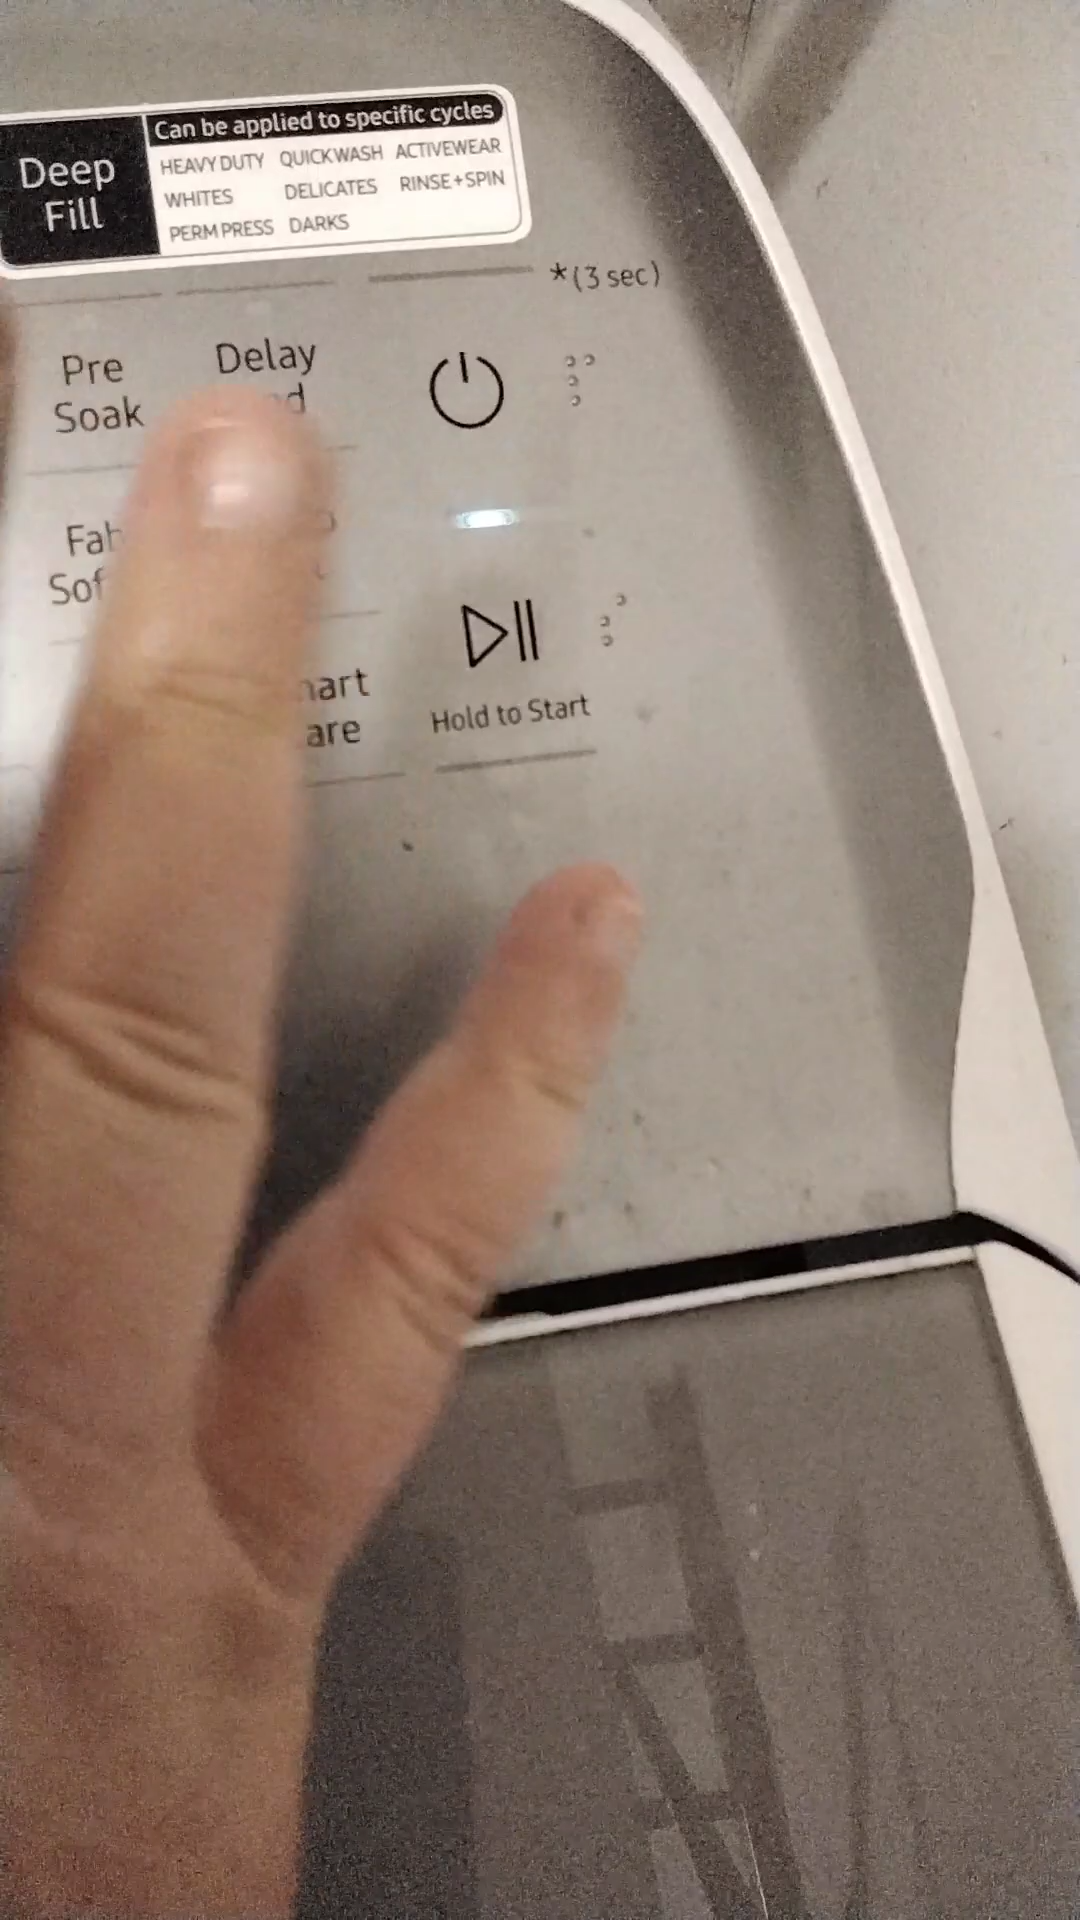 Deep
Fill
Can be applied to specific cycles
HEAVY DUTY QUICK WASH ACTIVEWEAR
WHITES DELICATES RINSE+SPIN
PERM PRESS DARKS
*(3 sec)
Pre
Soak
Delay
Hold to Start